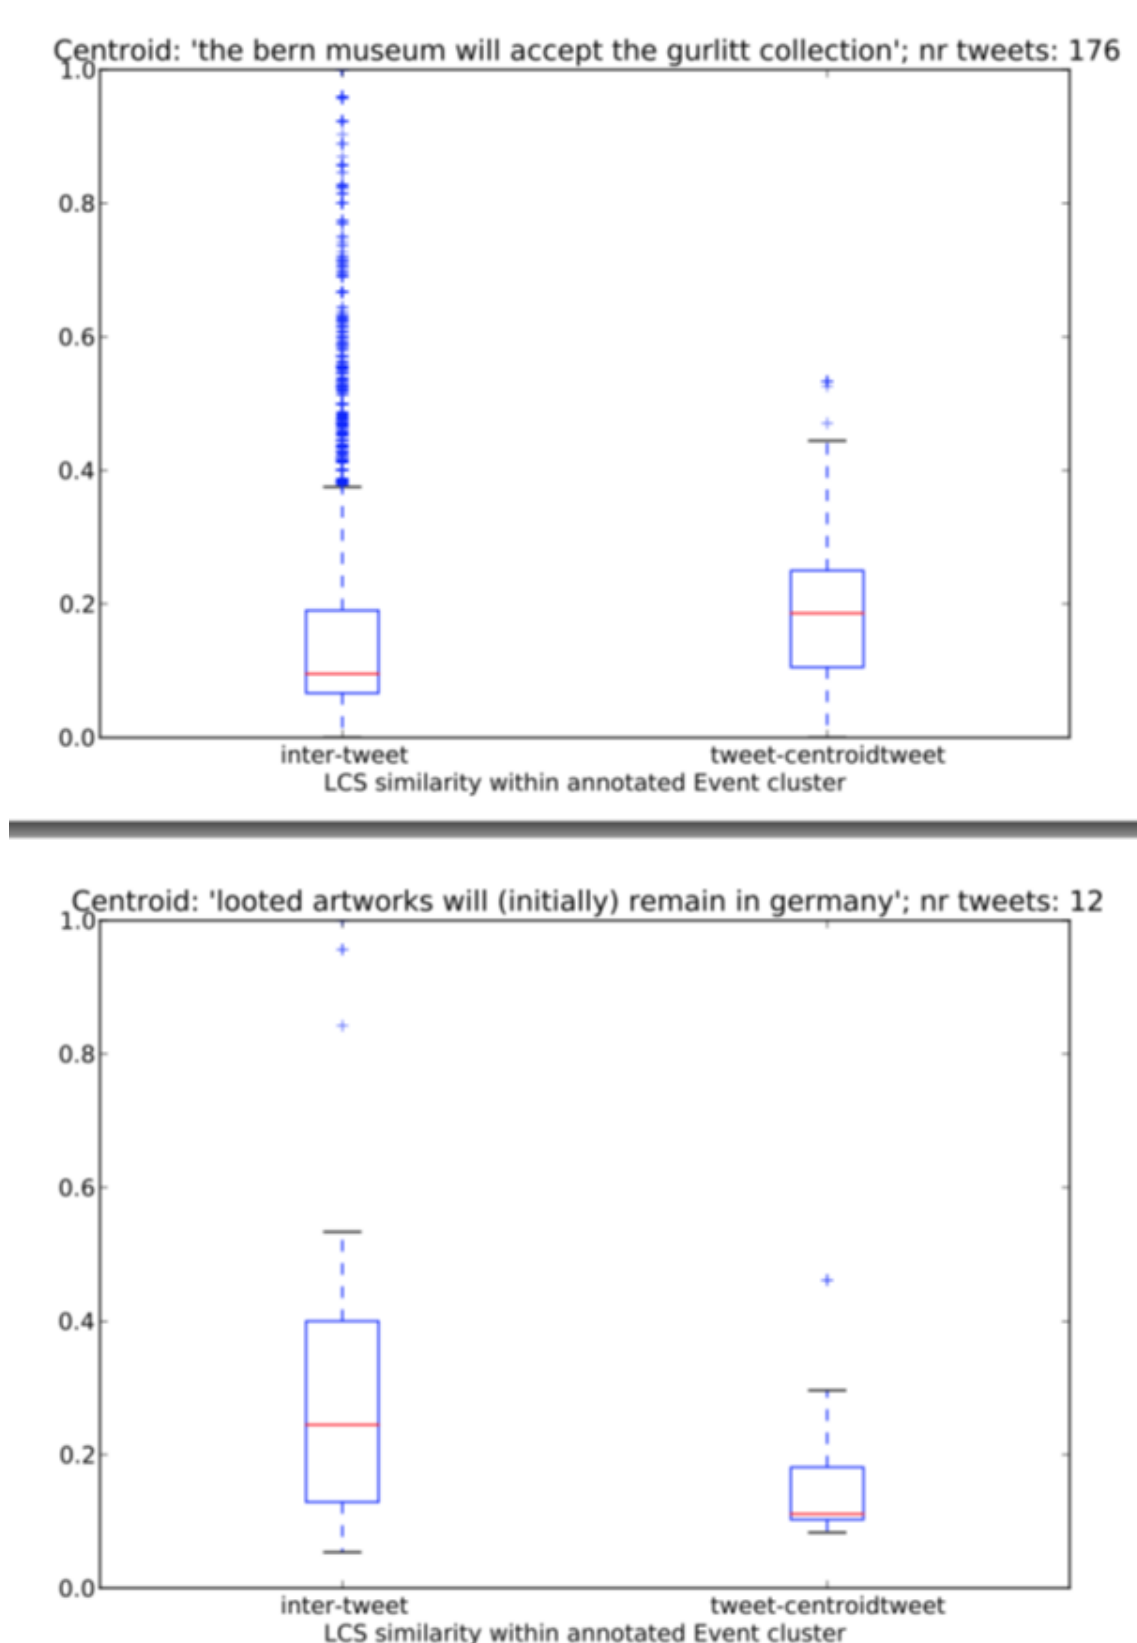 Centroid: 'the bern museum will accept the gurlitt collection'; nr tweets: 176
1.0
0.8
0.6
0.4
0.2
0.0
inter-tweet tweet-centroidtweet
LCS similarity within annotated Event cluster
Centroid: 'looted artworks will (initially) remain in germany'; nr tweets: 12
1.0
0.8
0.6
0.4
0.2
0.0
inter-tweet tweet-centroidtweet
LCS similarity within annotated Event cluster